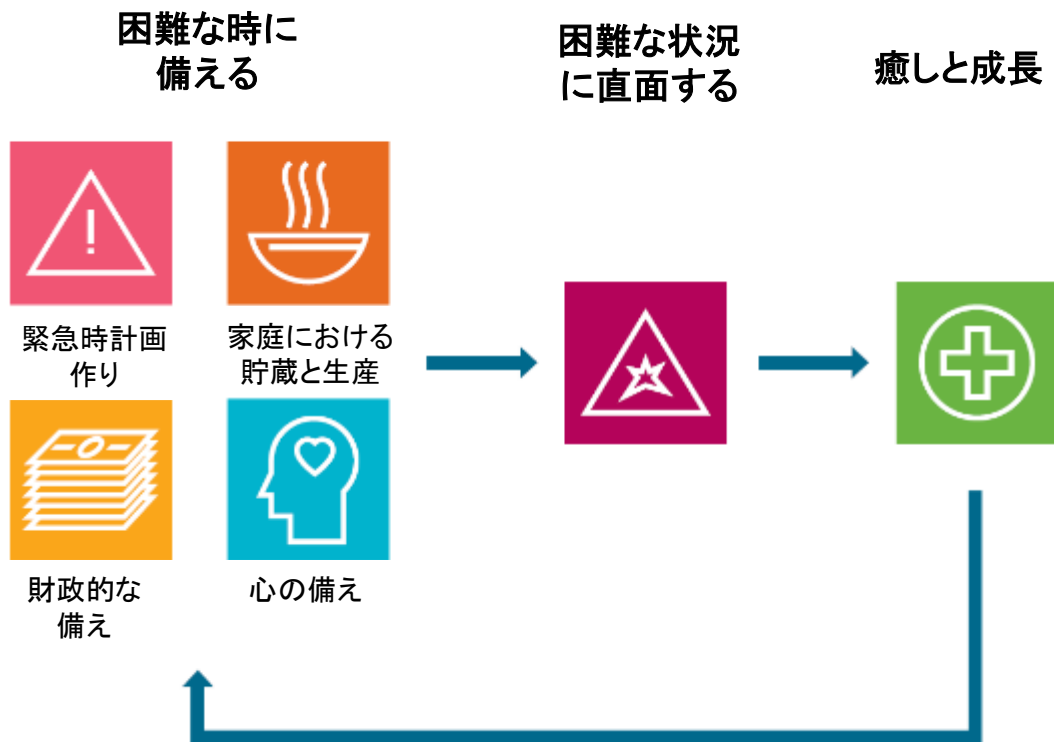 困難な時に
備える
困難な状況
に直面する
癒しと成長
緊急時計画
作り
家庭における
貯蔵と生産
財政的な
備え
心の備え